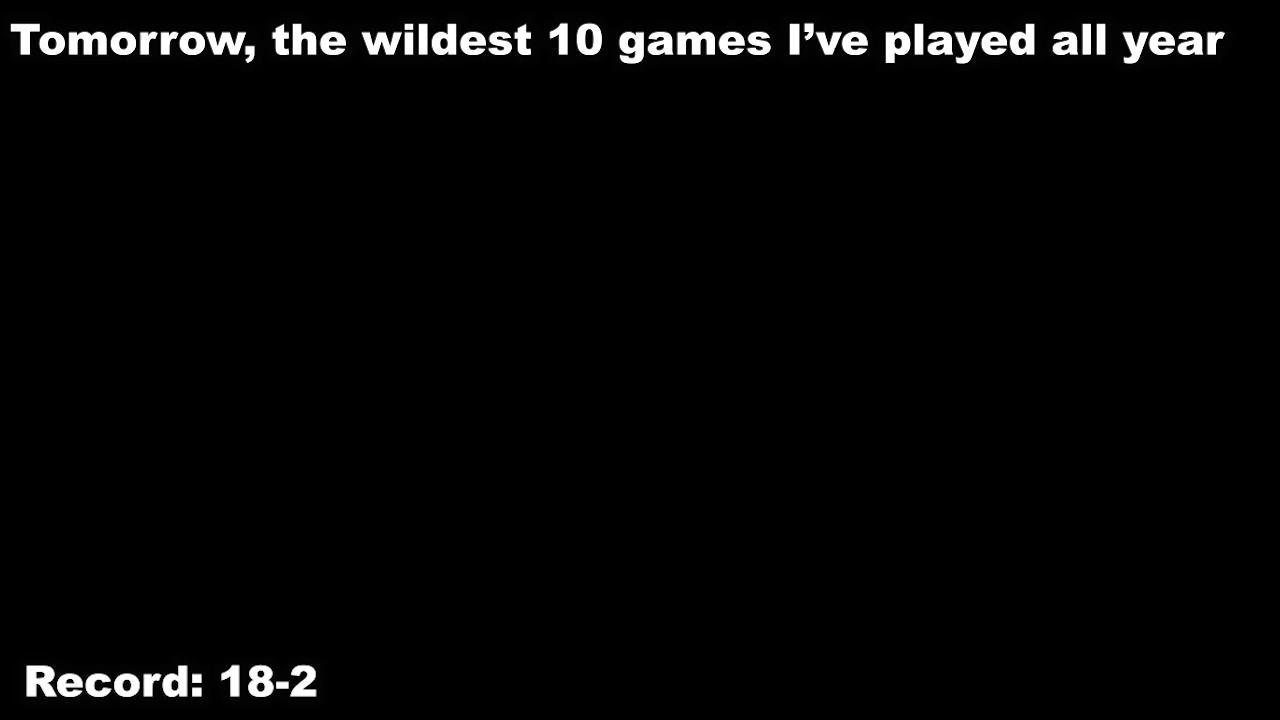 Tomorrow, the wildest 10 games I’ve played all year
Record: 18-2